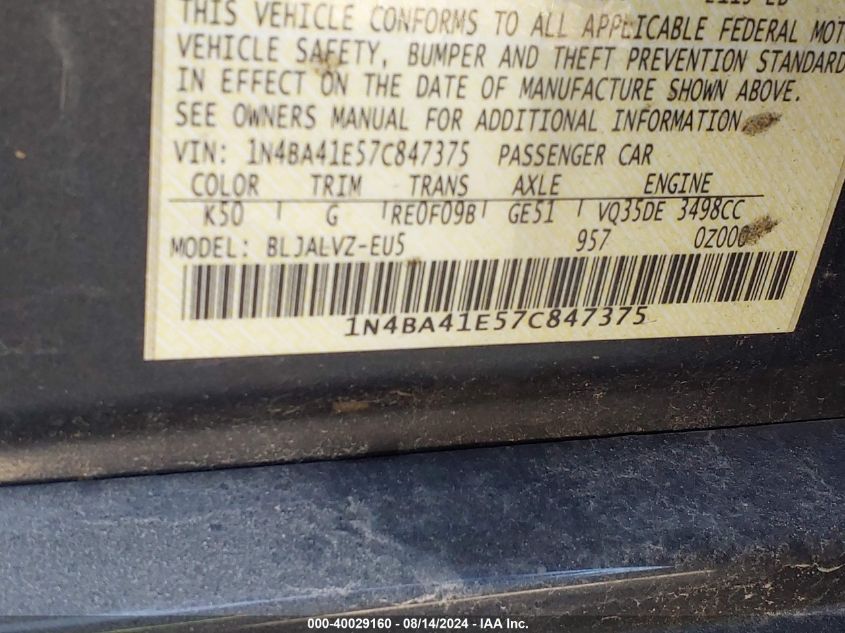 THIS VEHICLE CONFORMS TO ALL APPLICABLE FEDERAL MOT
VEHICLE SAFETY, BUMPER AND THEFT PREVENTION STANDARD
IN EFFECT ON THE DATE OF MANUFACTURE SHOWN ABOVE.
SEE OWNERS MANUAL FOR ADDITIONAL INFORMATION.
VIN: 1N4BA41E57C847375 PASSENGER CAR
COLOR TRIM TRANS AXLE ENGINE
K50 G RE0F09B GE51 VQ35DE 3498CC
MODEL: BLJALVZ-EU5 957 0Z000
1N4BA41E57C847375
000-40029160 - 08/14/2024 - IAA Inc.